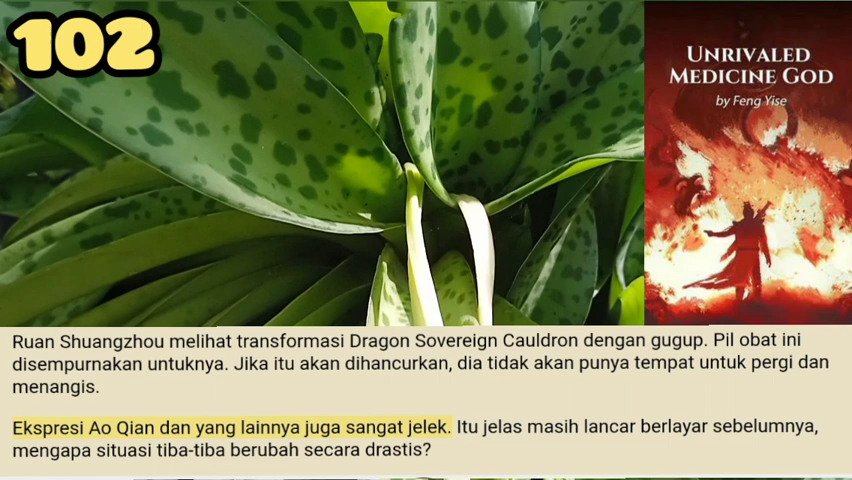 102
UNRIVALED
MEDICINE GOD
by Feng Yise
Ruan Shuangzhou melihat transformasi Dragon Sovereign Cauldron dengan gugup. Pil obat ini
disempurnakan untuknya. Jika itu akan dihancurkan, dia tidak akan punya tempat untuk pergi dan
menangis.
Ekspresi Ao Qian dan yang lainnya juga sangat jelek. Itu jelas masih lancar berlayar sebelumnya,
mengapa situasi tiba-tiba berubah secara drastis?